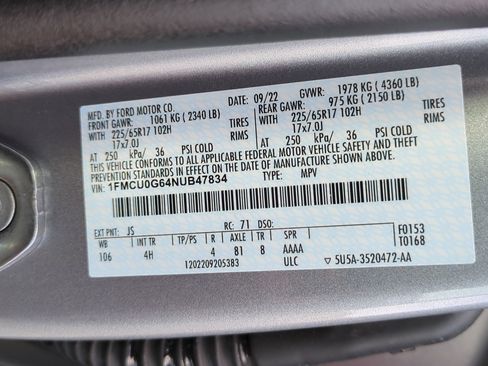 MFD. BY FORD MOTOR CO. 09/22 GVWR: 1978 KG ( 4360 LB)
FRONT GAWR: 1061 KG ( 2340 LB) REAR GAWR: 975 KG ( 2150 LB)
225/65R17 102H TIRES 225/65R17 102H TIRES
17x7.0J RIMS 17x7.0J RIMS
AT 250 kPa/ 36 PSI COLD AT 250 kPa/ 36 PSI COLD
THIS VEHICLE CONFORMS TO ALL APPLICABLE FEDERAL MOTOR VEHICLE SAFETY
AND THEFT PREVENTION STANDARDS IN EFFECT ON THE DATE OF MANUFACTURE SHOWN ABOVE.
VIN: 1FMCU0G64NUB47834 TYPE: MPV
EXT PNT: JS RC: 71 DSO: F0153
WB INT TR TP/PS R AXLE TR SPR T0168
106 4H 4 81 8 AAAA
1202209205383 ULC ▽ 5U5A-3520472-AA